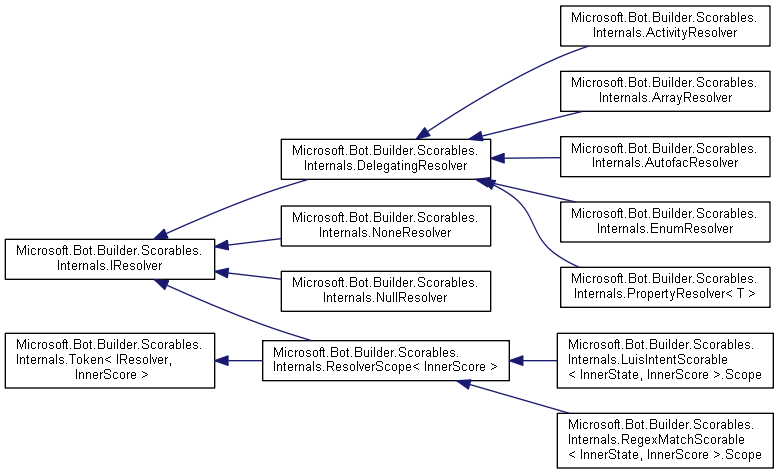 Microsoft.Bot.Builder.Scorables.
Internals.ActivityResolver
Microsoft.Bot.Builder.Scorables.
Internals.ArrayResolver
Microsoft.Bot.Builder.Scorables.
Internals.DelegatingResolver
Microsoft.Bot.Builder.Scorables.
Internals.AutofacResolver
Microsoft.Bot.Builder.Scorables.
Internals.NoneResolver
Microsoft.Bot.Builder.Scorables.
Internals.EnumResolver
Microsoft.Bot.Builder.Scorables.
Internals.IResolver
Microsoft.Bot.Builder.Scorables.
Internals.NullResolver
Microsoft.Bot.Builder.Scorables.
Internals.PropertyResolver< T >
Microsoft.Bot.Builder.Scorables.
Internals.Token< IResolver,
InnerScore >
Microsoft.Bot.Builder.Scorables.
Internals.ResolverScope< InnerScore >
Microsoft.Bot.Builder.Scorables.
Internals.LuisIntentScorable
< InnerState, InnerScore >.Scope
Microsoft.Bot.Builder.Scorables.
Internals.RegexMatchScorable
< InnerState, InnerScore >.Scope